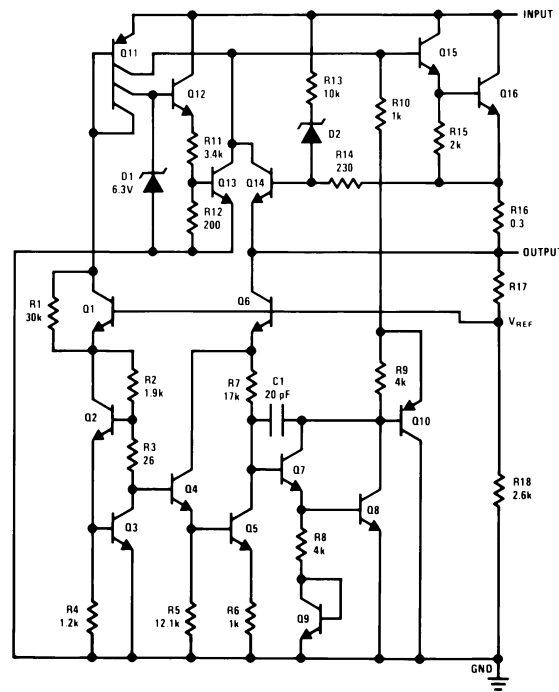 INPUT
Q11
Q15
R13
10k
R10
1k
Q12
Q16
D2
R15
2k
R11
3.4k
R14
230
D1
6.3V
Q13
Q14
R12
200
R16
0.3
OUTPUT
R1
30k
Q1
Q6
R17
VREF
R2
1.9k
R7
17k
C1
20 pF
R9
4k
Q2
Q10
R3
26
Q7
Q4
R18
2.6k
Q3
Q5
Q8
R8
4k
R4
1.2k
R5
12.1k
R6
1k
Q9
GND